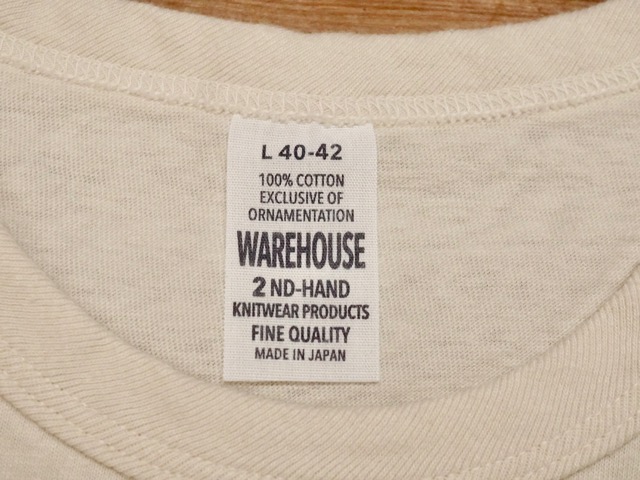 L 40-42
100% COTTON
EXCLUSIVE OF
ORNAMENTATION
WAREHOUSE
2 ND-HAND
KNITWEAR PRODUCTS
FINE QUALITY
MADE IN JAPAN